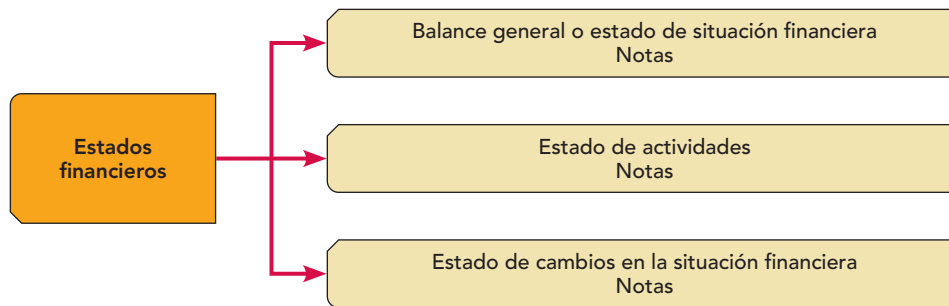 Balance general o estado de situación financiera
Notas
Estados
financieros
Estado de actividades
Notas
Estado de cambios en la situación financiera
Notas